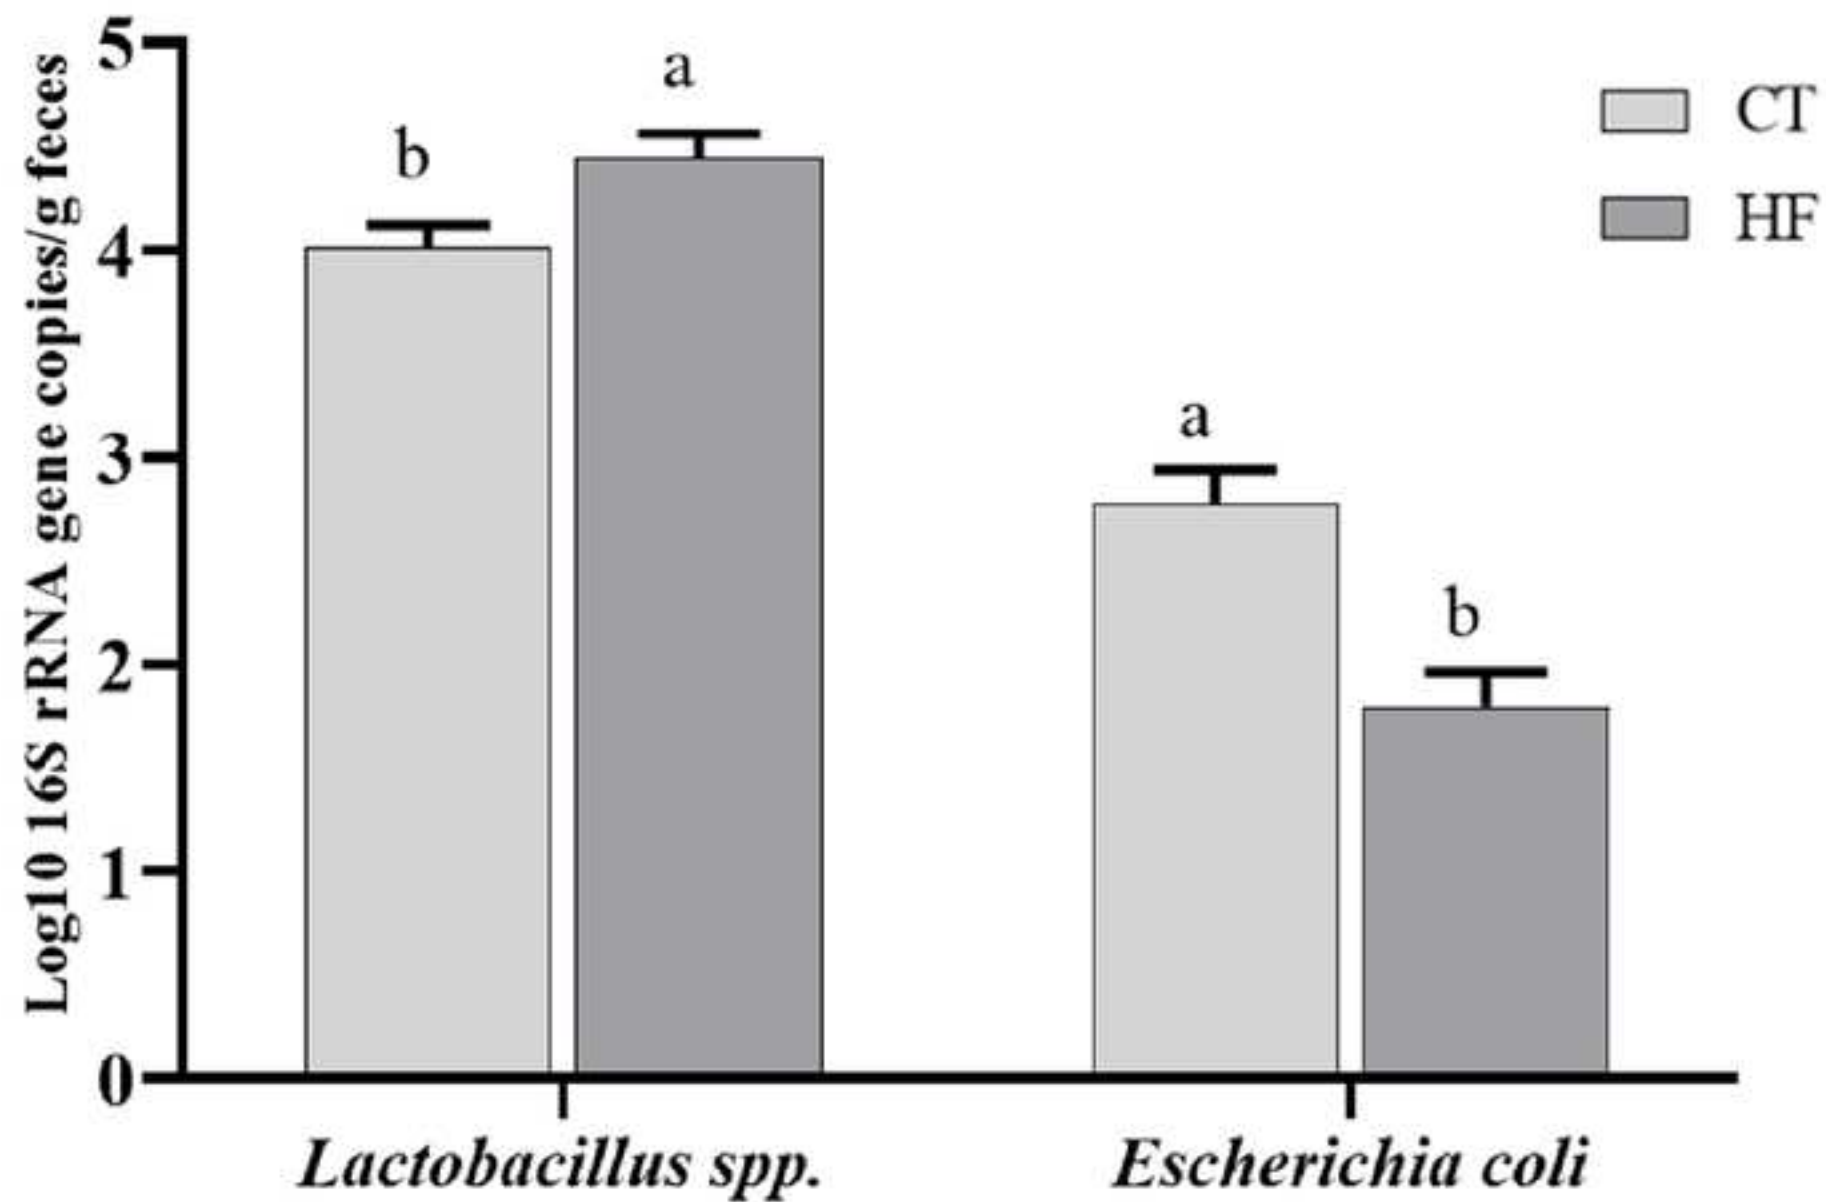 Log10 16S rRNA gene copies/g feces
5
4
3
2
1
0
b
a
a
b
CT
HF
Lactobacillus spp.
Escherichia coli